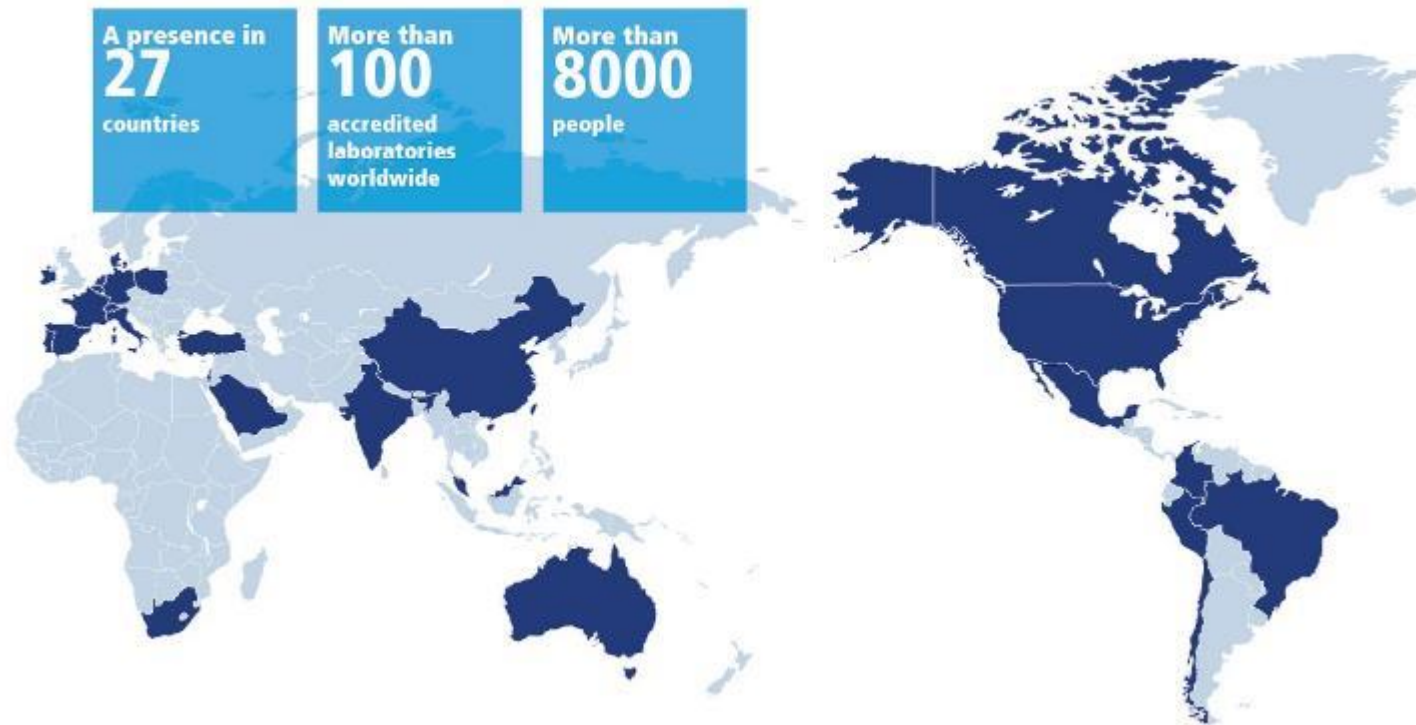 A presence in
27
countries
More than
100
accredited
laboratories
worldwide
More than
8000
people